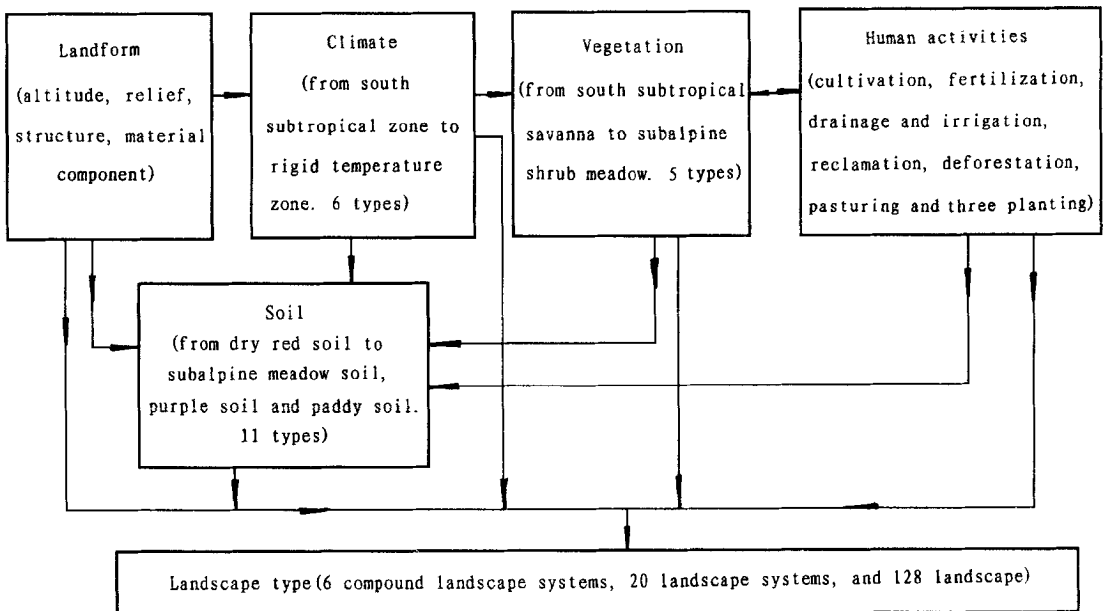 Landform
(altitude, relief,
structure, material
component)
Climate
(from south
subtropical zone to
rigid temperature
zone. 6 types)
Vegetation
(from south subtropical
savanna to subalpine
shrub meadow. 5 types)
Human activities
(cultivation, fertilization,
drainage and irrigation,
reclamation, deforestation,
pasturing and three planting)
Soil
(from dry red soil to
subalpine meadow soil,
purple soil and paddy soil.
11 types)
Landscape type(6 compound landscape systems, 20 landscape systems, and 128 landscape)